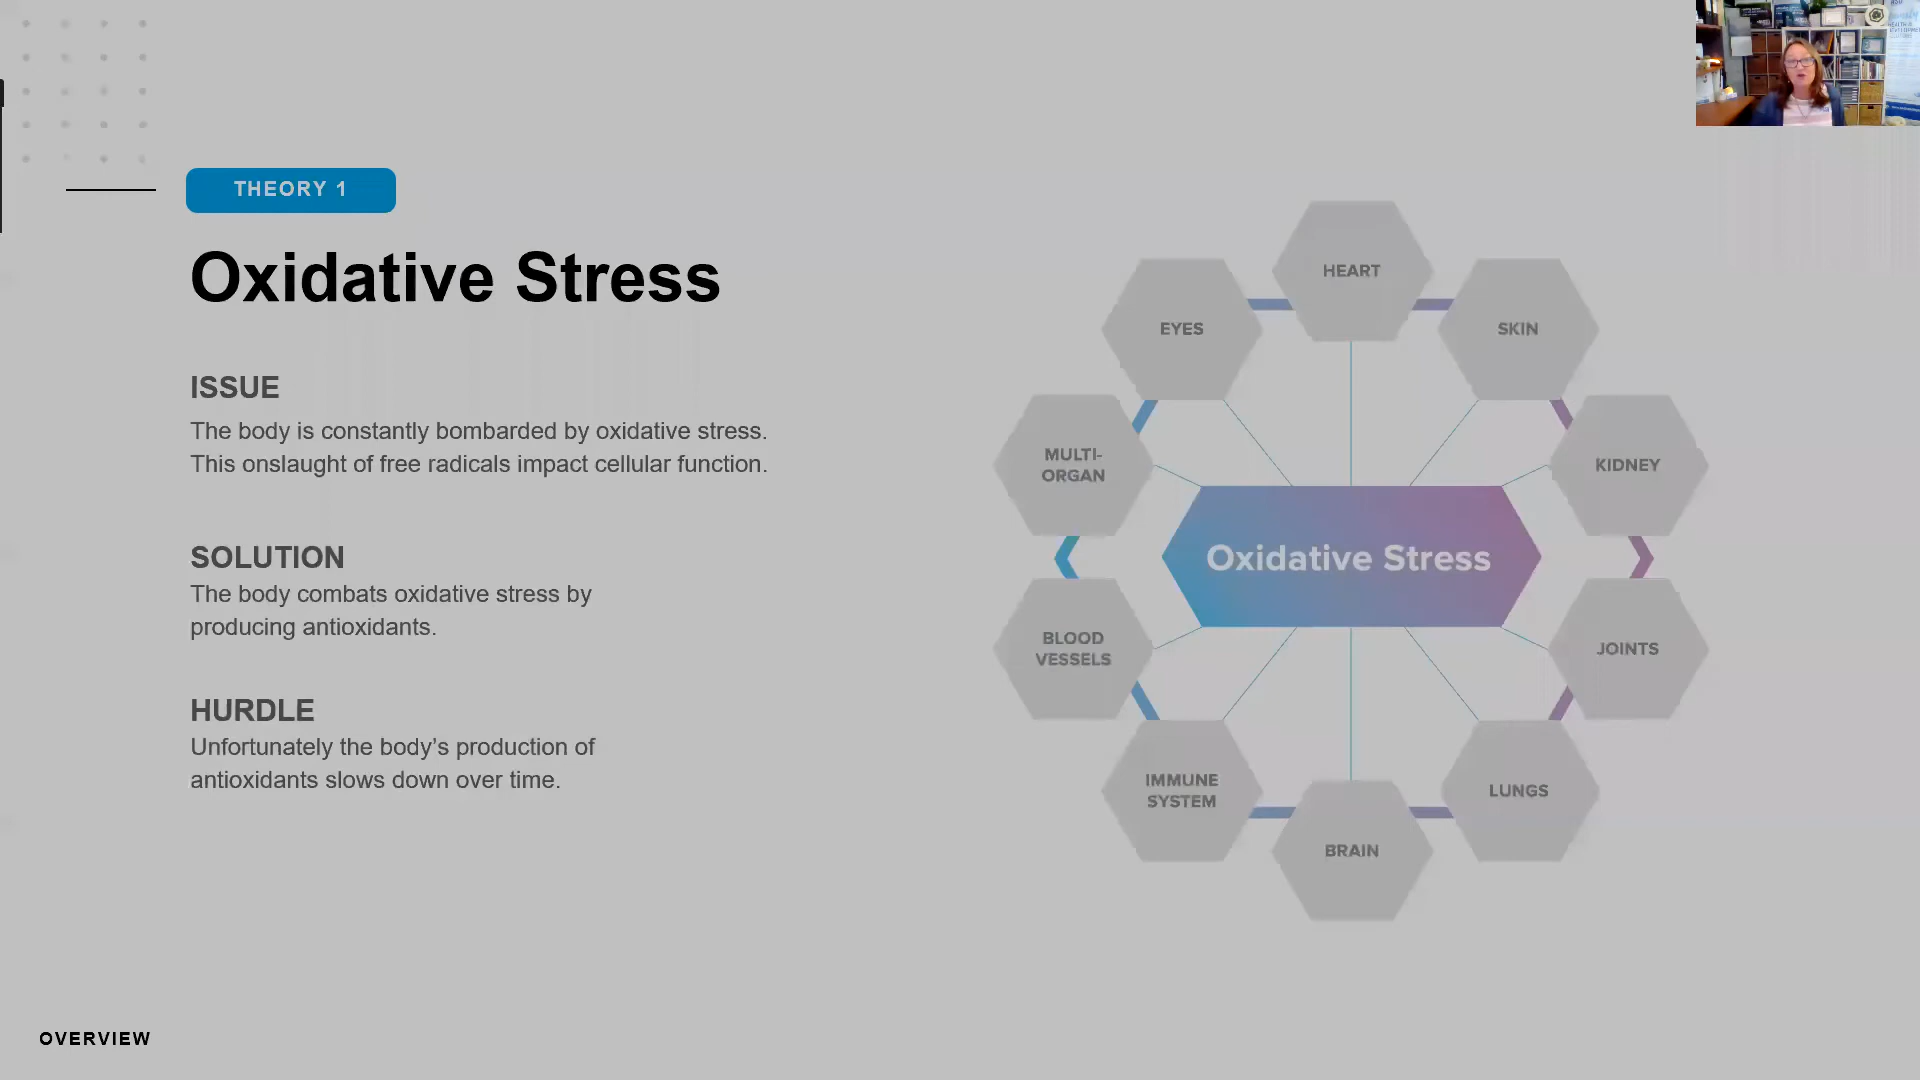 THEORY 1
Oxidative Stress
ISSUE
The body is constantly bombarded by oxidative stress.
This onslaught of free radicals impact cellular function.
SOLUTION
The body combats oxidative stress by
producing antioxidants.
HURDLE
Unfortunately the body’s production of
antioxidants slows down over time.
HEART
EYES
SKIN
MULTI-
ORGAN
KIDNEY
Oxidative Stress
BLOOD
VESSELS
JOINTS
IMMUNE
SYSTEM
LUNGS
BRAIN
OVERVIEW